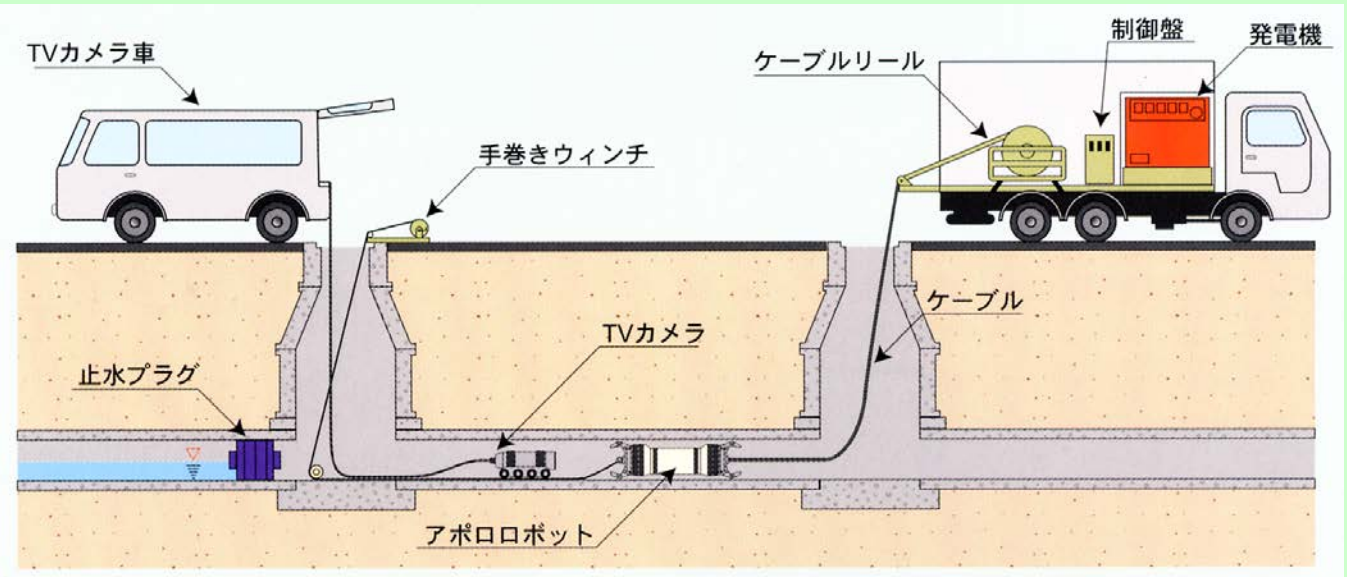 TVカメラ車
制御盤
発電機
ケーブルリール
手巻きウィンチ
ケーブル
TVカメラ
止水プラグ
アポロロボット